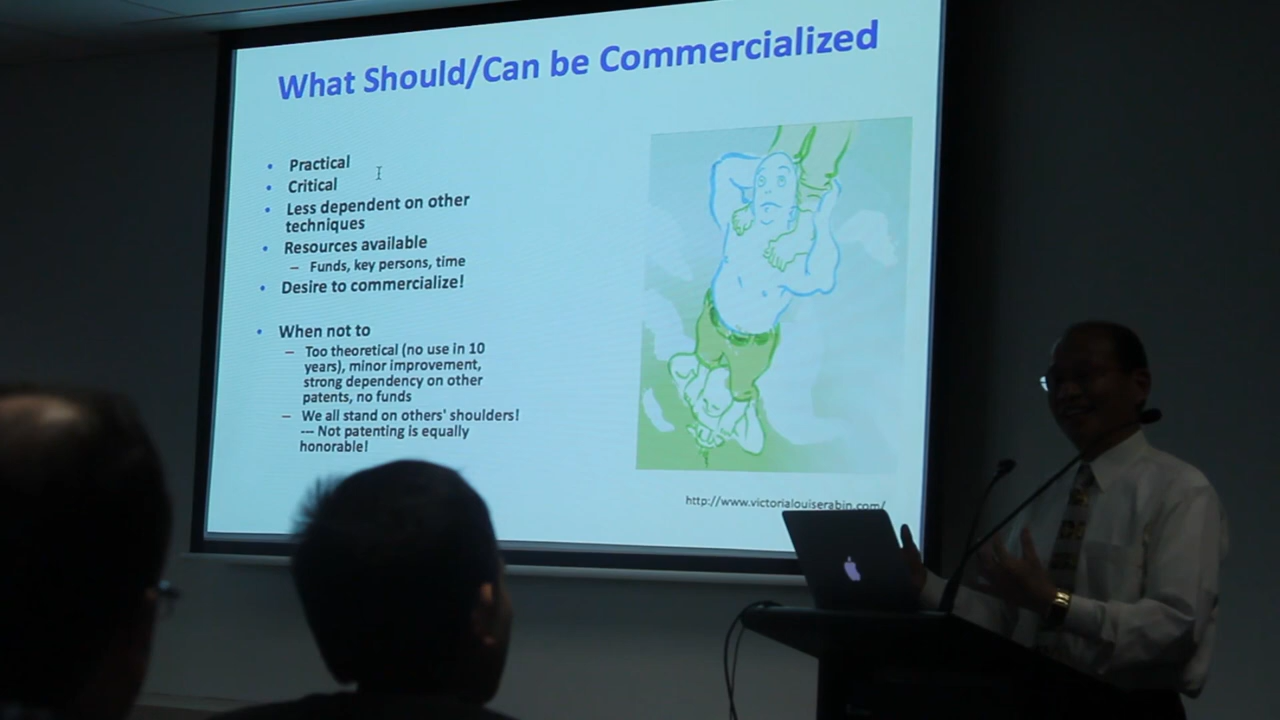 What Should/Can be Commercialized
• Practical
• Critical
• Less dependent on other
techniques
• Resources available
– Funds, key persons, time
• Desire to commercialize!
• When not to
– Too theoretical (no use in 10
years), minor improvement,
strong dependency on other
patents, no funds
– We all stand on others' shoulders!
--- Not patenting is equally
honorable!
http://www.victorialouiserabin.com/